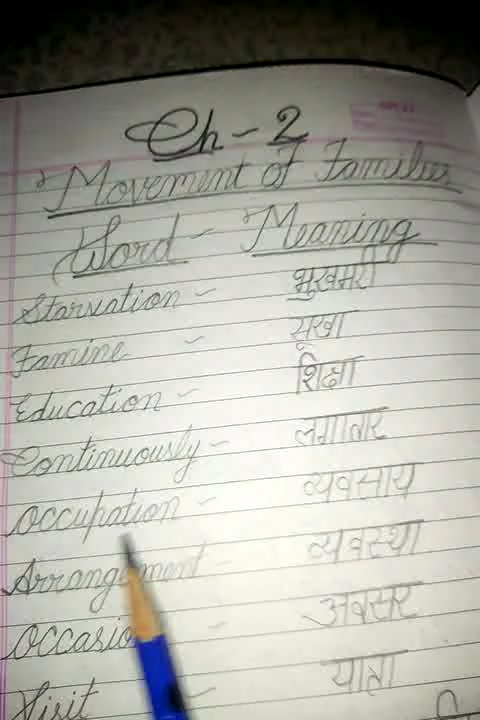 Ch - 2
Movement of Families
Word - Meaning
Starvation - भुखमरी
Famine - सूखा
Education - शिक्षा
Continuously - लगातार
Occupation - व्यवसाय
Arrangement - व्यवस्था
Occasio - अवसर
Visit - यात्रा